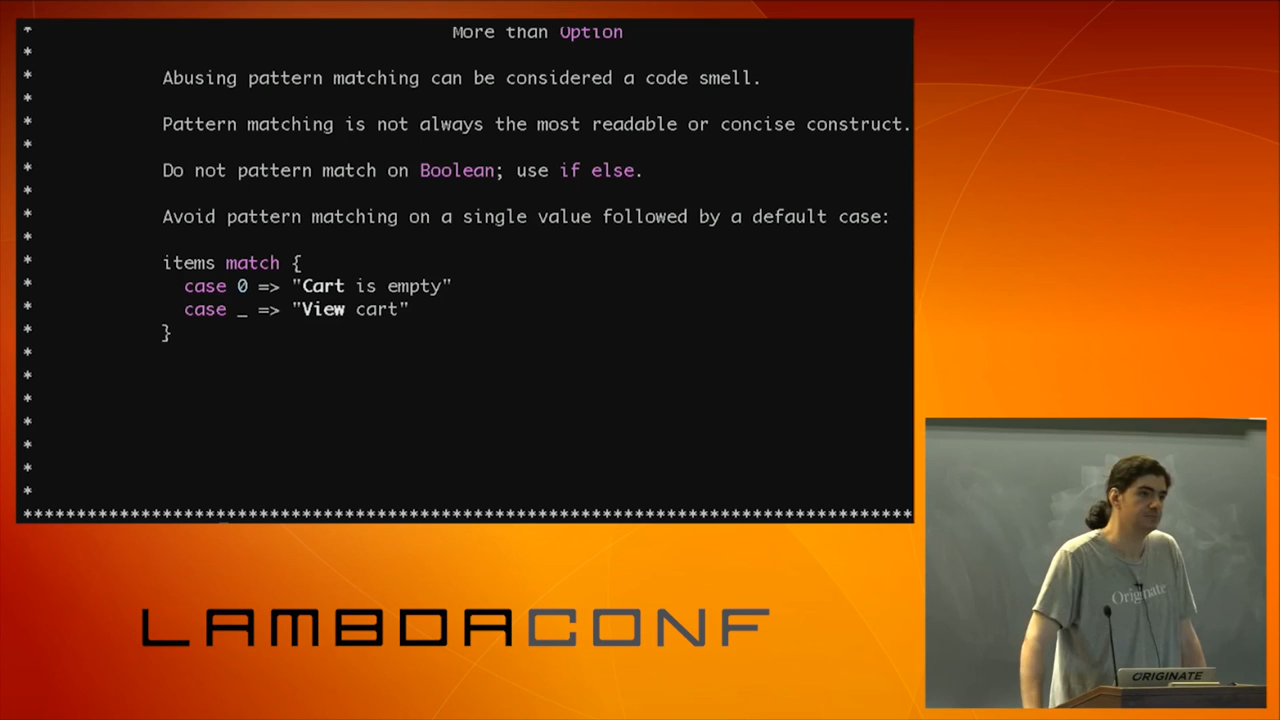 More than Option
Abusing pattern matching can be considered a code smell.
Pattern matching is not always the most readable or concise construct.
Do not pattern match on Boolean; use if else.
Avoid pattern matching on a single value followed by a default case:
items match {
case 0 => "Cart is empty"
case _ => "View cart"
}
*******************************************************************************
LAMBDACONF
Originate
ORIGINATE